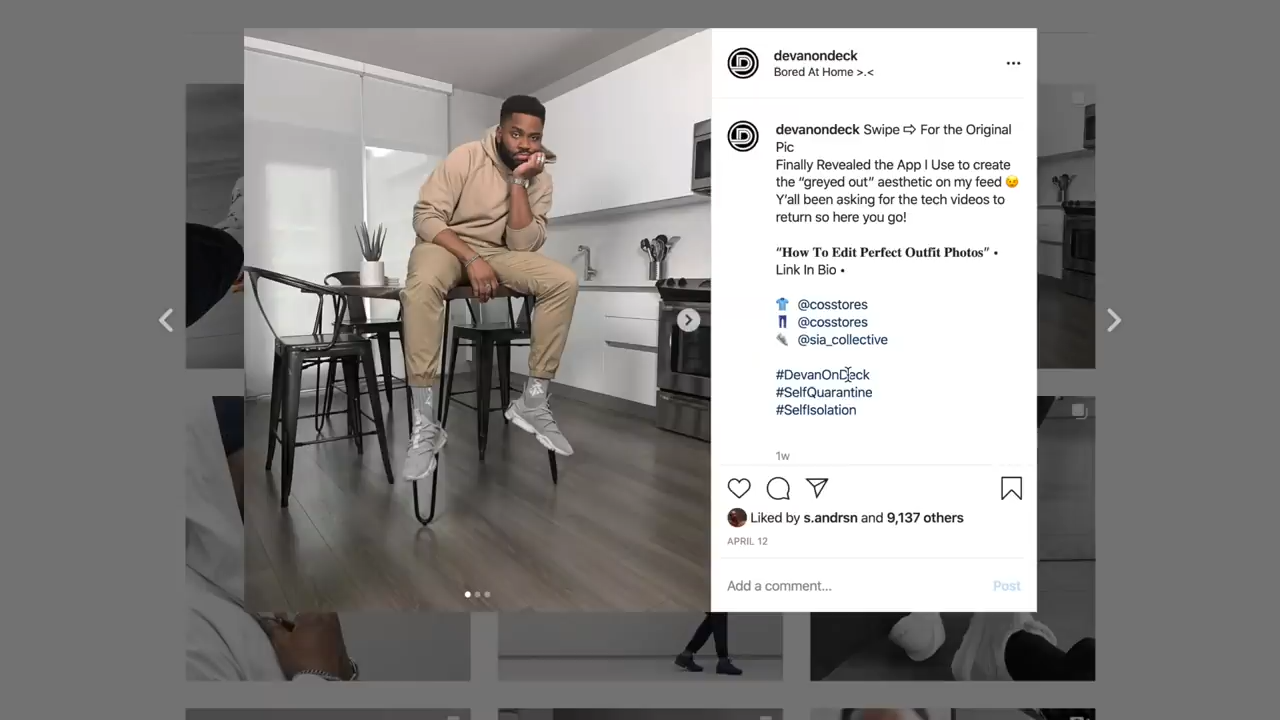 devanondeck
Bored At Home >.<
devanondeck Swipe ⇨ For the Original
Pic
Finally Revealed the App I Use to create
the “greyed out” aesthetic on my feed 😉
Y’all been asking for the tech videos to
return so here you go!
“How To Edit Perfect Outfit Photos” •
Link In Bio •
👕 @cosstores
👖 @cosstores
👟 @sia_collective
#DevanOnDeck
#SelfQuarantine
#SelfIsolation
1w
Liked by s.andrsn and 9,137 others
APRIL 12
Add a comment... Post